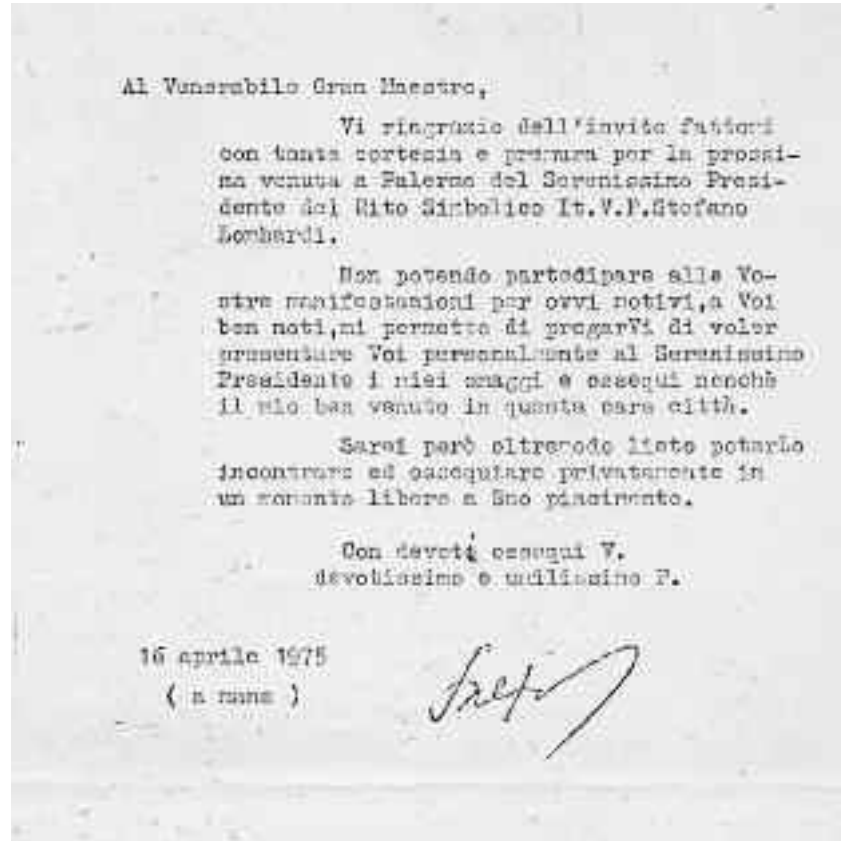 Al Venerabile Gran Maestro,
Vi ringrazio dell'invito fattomi
con tanta cortesia e premura per la prossi-
ma venuta a Palermo del Serenissimo Presi-
dente del Rito Simbolico It.V.F.Stefano
Lombardi.
Non potendo partecipare alle Vo-
stre manifestazioni per ovvi motivi,a Voi
ben noti,mi permetto di pregarVi di voler
presentare Voi personalmente al Serenissimo
Presidente i miei omaggi e ossequi nonchè
il mio ben venuto in questa cara città.
Sarei però oltremodo lieto poterLo
incontrare ed ossequiare privatamente in
un momento libero a Suo piacimento.
Con devoti ossequi V.
devotissimo e umilissimo F.
16 aprile 1975
( a mano )